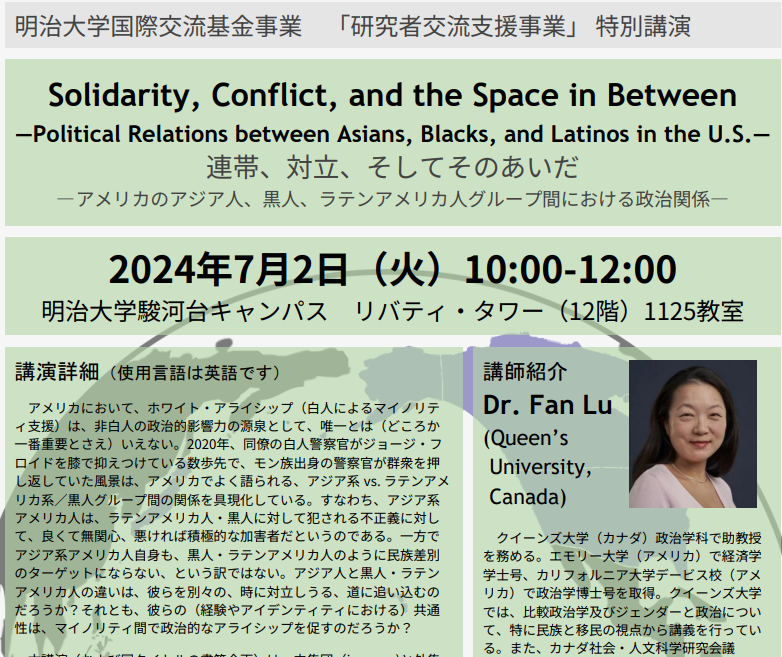 明治大学国際交流基金事業　「研究者交流支援事業」 特別講演
Solidarity, Conflict, and the Space in Between
—Political Relations between Asians, Blacks, and Latinos in the U.S.—
連帯、対立、そしてそのあいだ
―アメリカのアジア人、黒人、ラテンアメリカ人グループ間における政治関係―
2024年7月2日（火）10:00-12:00
明治大学駿河台キャンパス　リバティ・タワー（12階）1125教室
講演詳細（使用言語は英語です）
アメリカにおいて、ホワイト・アライシップ（白人によるマイノリテ
ィ支援）は、非白人の政治的影響力の源泉として、唯一とは（どころか
一番重要とさえ）いえない。2020年、同僚の白人警察官がジョージ・フ
ロイドを膝で抑えつけている数歩先で、モン族出身の警察官が群衆を押
し返していた風景は、アメリカでよく語られる、アジア系 vs. ラテンアメ
リカ系／黒人グループ間の関係を具現化している。すなわち、アジア系
アメリカ人は、ラテンアメリカ人・黒人に対して犯される不正義に対し
て、良くて無関心、悪ければ積極的な加害者だというのである。一方で
アジア系アメリカ人自身も、黒人・ラテンアメリカ人のように民族差別
のターゲットにならない、という訳ではない。アジア人と黒人・ラテン
アメリカ人の違いは、彼らを別々の、時に対立しうる、道に追い込むの
だろうか？それとも、彼らの（経験やアイデンティティにおける）共通
性は、マイノリティ間で政治的なアライシップを促すのだろうか？
講師紹介
Dr. Fan Lu
(Queen's
University,
Canada)
クイーンズ大学（カナダ）政治学科で助教授
を務める。エモリー大学（アメリカ）で経済学
学士号、カリフォルニア大学デービス校（アメ
リカ）で政治学博士号を取得。クイーンズ大学
では、比較政治学及びジェンダーと政治につい
て、特に民族と移民の視点から講義を行ってい
る。また、カナダ社会・人文科学研究会議